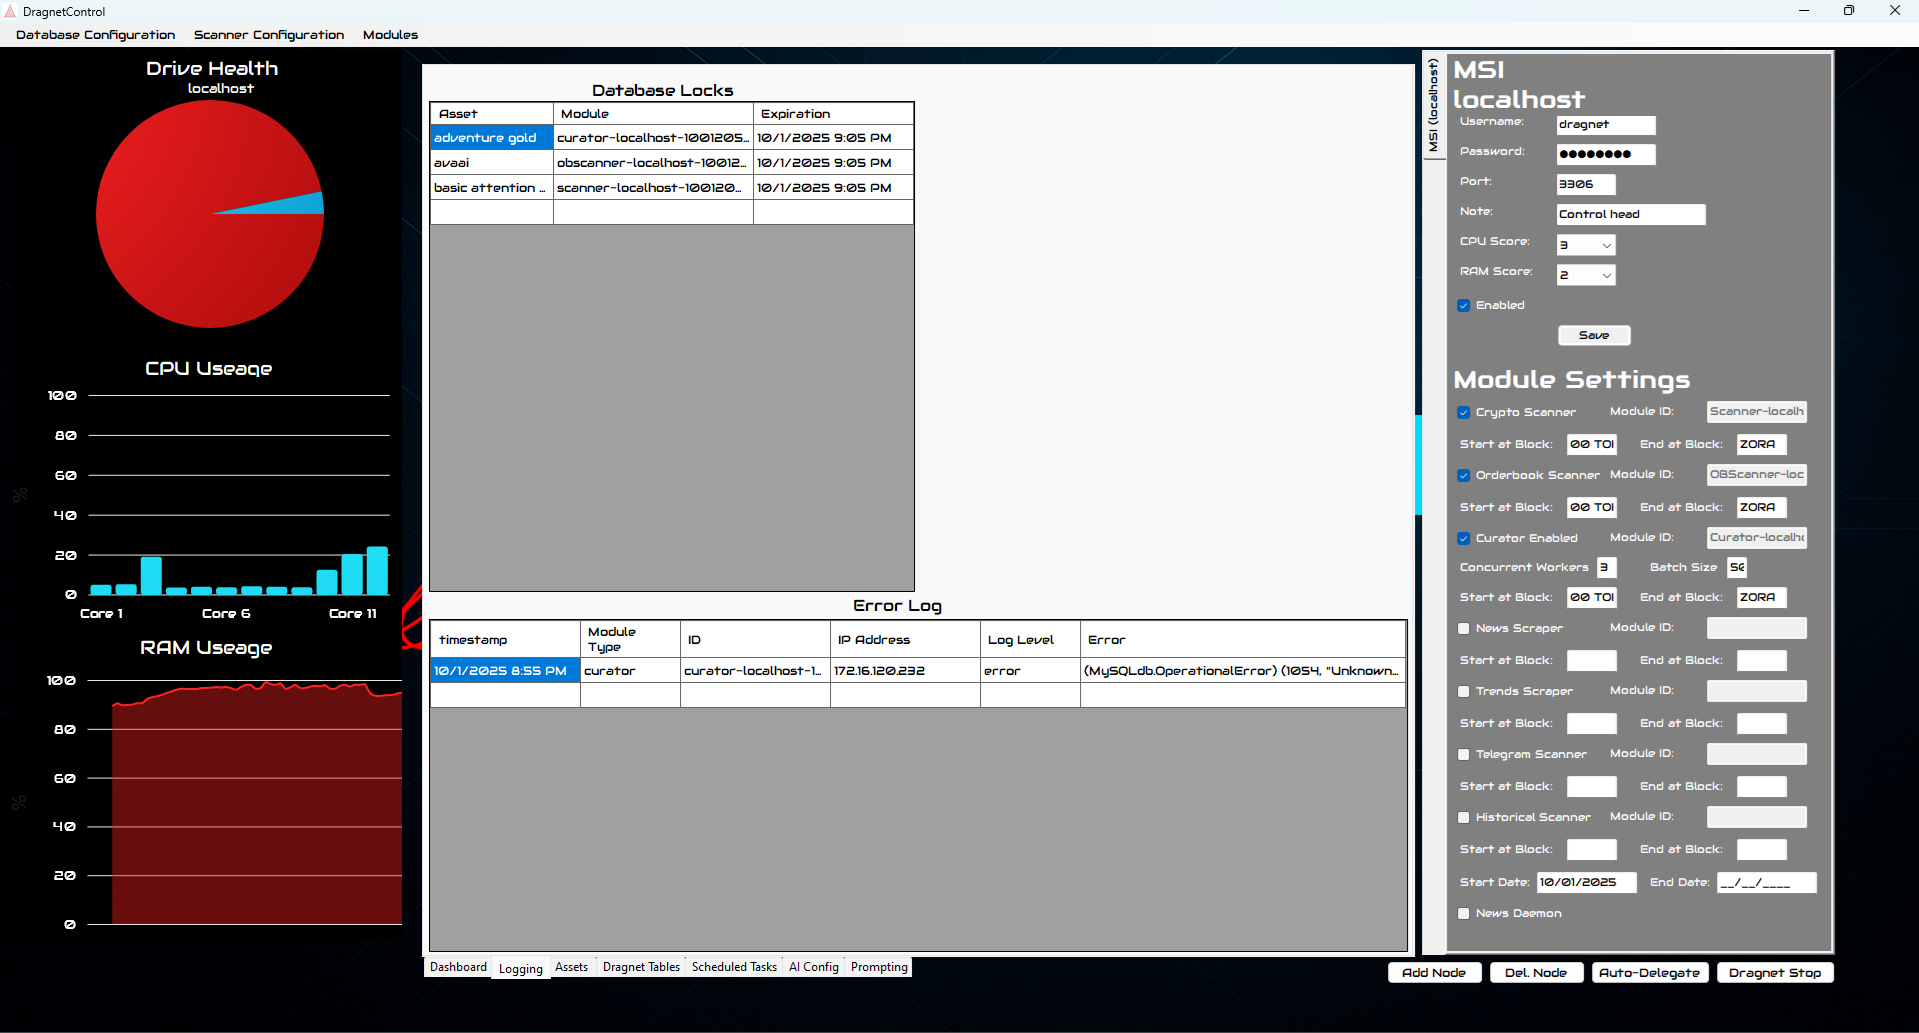 DragnetControl
Database Configuration Scanner Configuration Modules
Drive Health
localhost
CPU Useage
100
80
60
%
40
20
0
Core 1 Core 6 Core 11
RAM Useage
100
80
60
%
40
20
0
Database Locks
Asset Module Expiration
adventure gold curator-localhost-1001205... 10/1/2025 9:05 PM
avaai obscanner-localhost-10012... 10/1/2025 9:05 PM
basic attention ... scanner-localhost-100120... 10/1/2025 9:05 PM
Error Log
timestamp Module Type ID IP Address Log Level Error
10/1/2025 8:55 PM curator curator-localhost-1... 172.16.120.232 error (MySQLdb.OperationalError) (1054, "Unknown...
Dashboard Logging Assets Dragnet Tables Scheduled Tasks AI Config Prompting
MSI (localhost)
MSI
localhost
Username: dragnet
Password: ●●●●●●●●
Port: 3306
Note: Control head
CPU Score: 3
RAM Score: 2
Enabled
Save
Module Settings
Crypto Scanner Module ID: Scanner-localh
Start at Block: 00 TOI End at Block: ZORA
Orderbook Scanner Module ID: OBScanner-loc
Start at Block: 00 TOI End at Block: ZORA
Curator Enabled Module ID: Curator-localh
Concurrent Workers 3 Batch Size 50
Start at Block: 00 TOI End at Block: ZORA
News Scraper Module ID:
Start at Block: End at Block:
Trends Scraper Module ID:
Start at Block: End at Block:
Telegram Scanner Module ID:
Start at Block: End at Block:
Historical Scanner Module ID:
Start at Block: End at Block:
Start Date: 10/01/2025 End Date: __/__/____
News Daemon
Add Node Del. Node Auto-Delegate Dragnet Stop